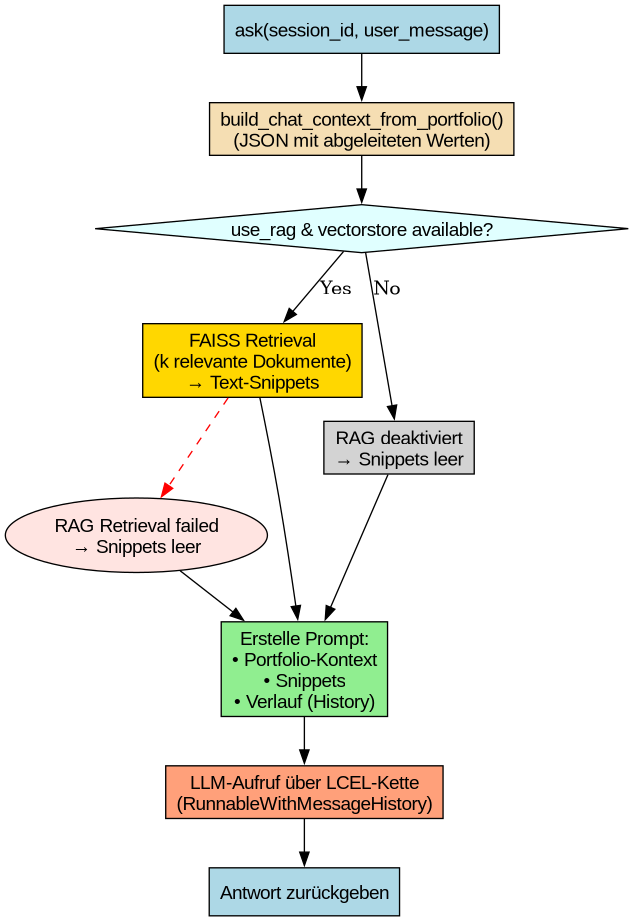 ask(session_id, user_message)
build_chat_context_from_portfolio()
(JSON mit abgeleiteten Werten)
use_rag & vectorstore available?
Yes
No
FAISS Retrieval
(k relevante Dokumente)
→ Text-Snippets
RAG deaktiviert
→ Snippets leer
RAG Retrieval failed
→ Snippets leer
Erstelle Prompt:
• Portfolio-Kontext
• Snippets
• Verlauf (History)
LLM-Aufruf über LCEL-Kette
(RunnableWithMessageHistory)
Antwort zurückgeben